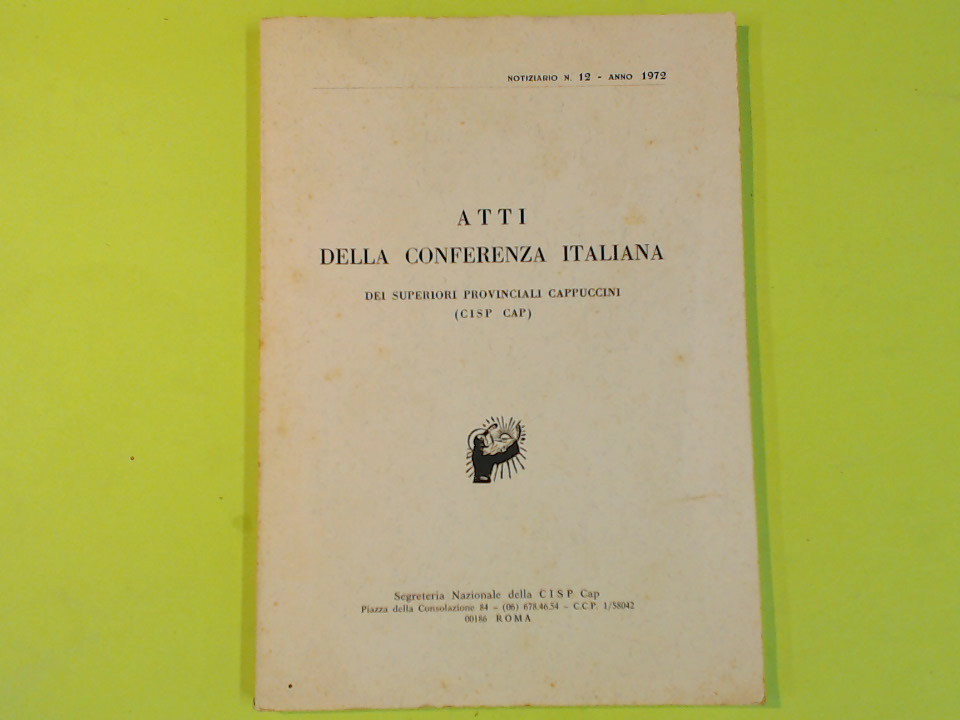 NOTIZIARIO N. 12 - ANNO 1972
ATTI
DELLA CONFERENZA ITALIANA
DEI SUPERIORI PROVINCIALI CAPPUCCINI
(CISP CAP)
Segreteria Nazionale della CISP Cap
Piazza della Consolazione 84 - (06) 678.46.54 - C.C.P. 1/58042
00186 ROMA